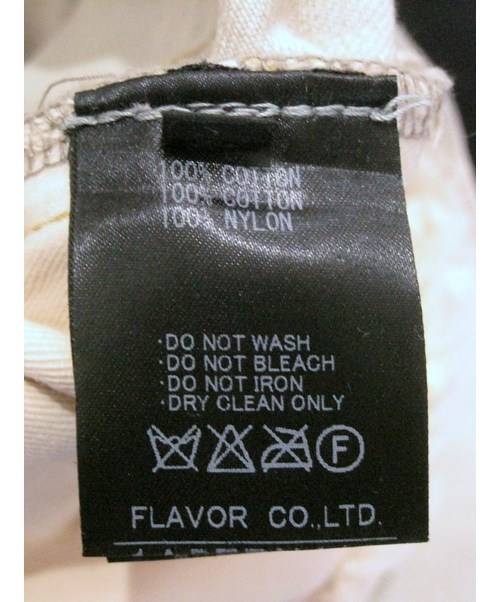 100% COTTON
100% COTTON
100% NYLON
·DO NOT WASH
·DO NOT BLEACH
·DO NOT IRON
·DRY CLEAN ONLY
F
FLAVOR CO.,LTD.